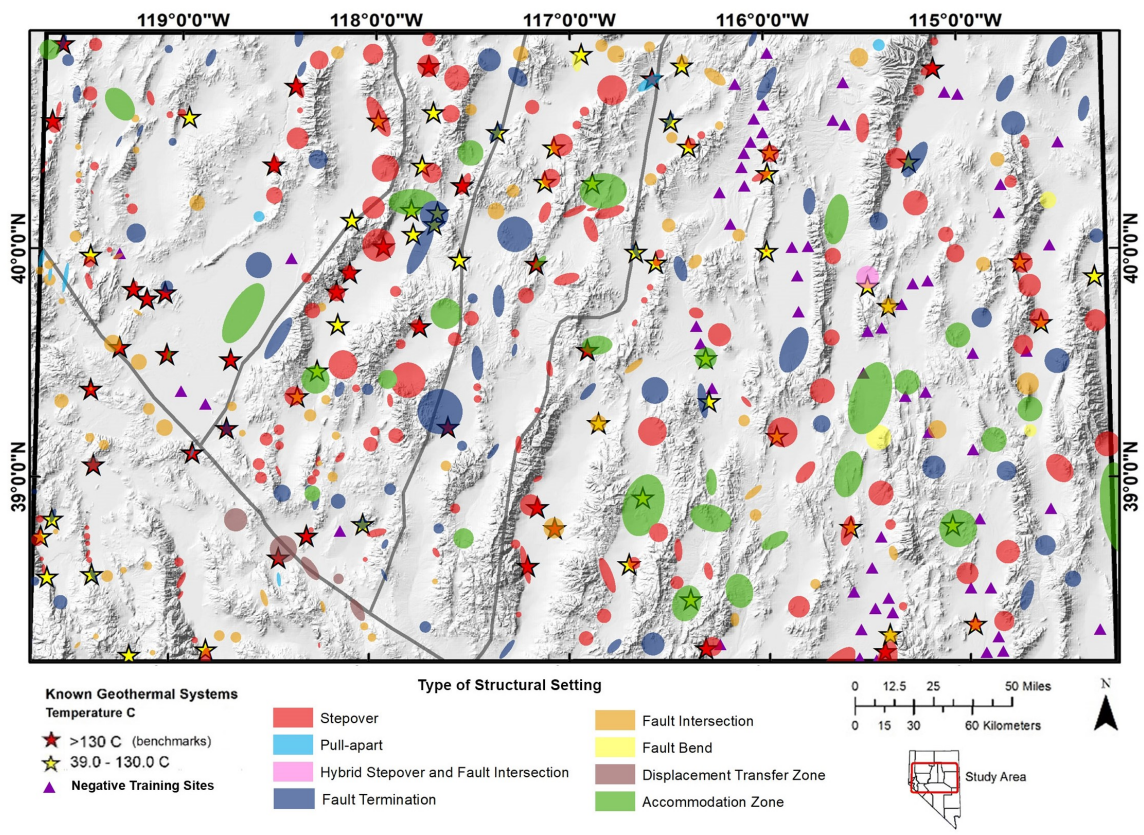 119°0'0"W 118°0'0"W 117°0'0"W 116°0'0"W 115°0'0"W
40°0'0"N
40°0'0"N
39°0'0"N
39°0'0"N
Known Geothermal Systems
Temperature C
>130 C (benchmarks)
39.0 - 130.0 C
Negative Training Sites
Type of Structural Setting
Stepover
Pull-apart
Hybrid Stepover and Fault Intersection
Fault Termination
Fault Intersection
Fault Bend
Displacement Transfer Zone
Accommodation Zone
0 12.5 25 50 Miles
0 15 30 60 Kilometers
N
Study Area